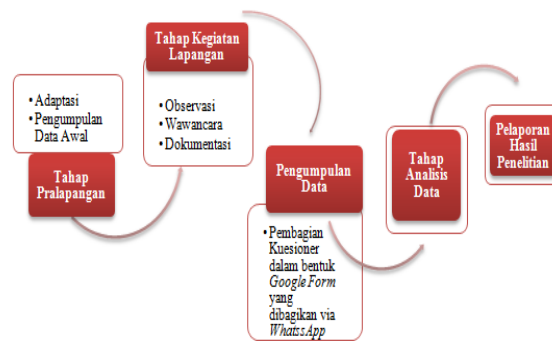 • Adaptasi
• Pengumpulan
Data Awal
Tahap
Pralapangan
Tahap Kegiatan
Lapangan
• Observasi
• Wawancara
• Dokumentasi
Pengumpulan
Data
• Pembagian
Kuesioner
dalam bentuk
Google Form
yang
dibagikan via
WhatssApp
Tahap
Analisis
Data
Pelaporan
Hasil
Penelitian